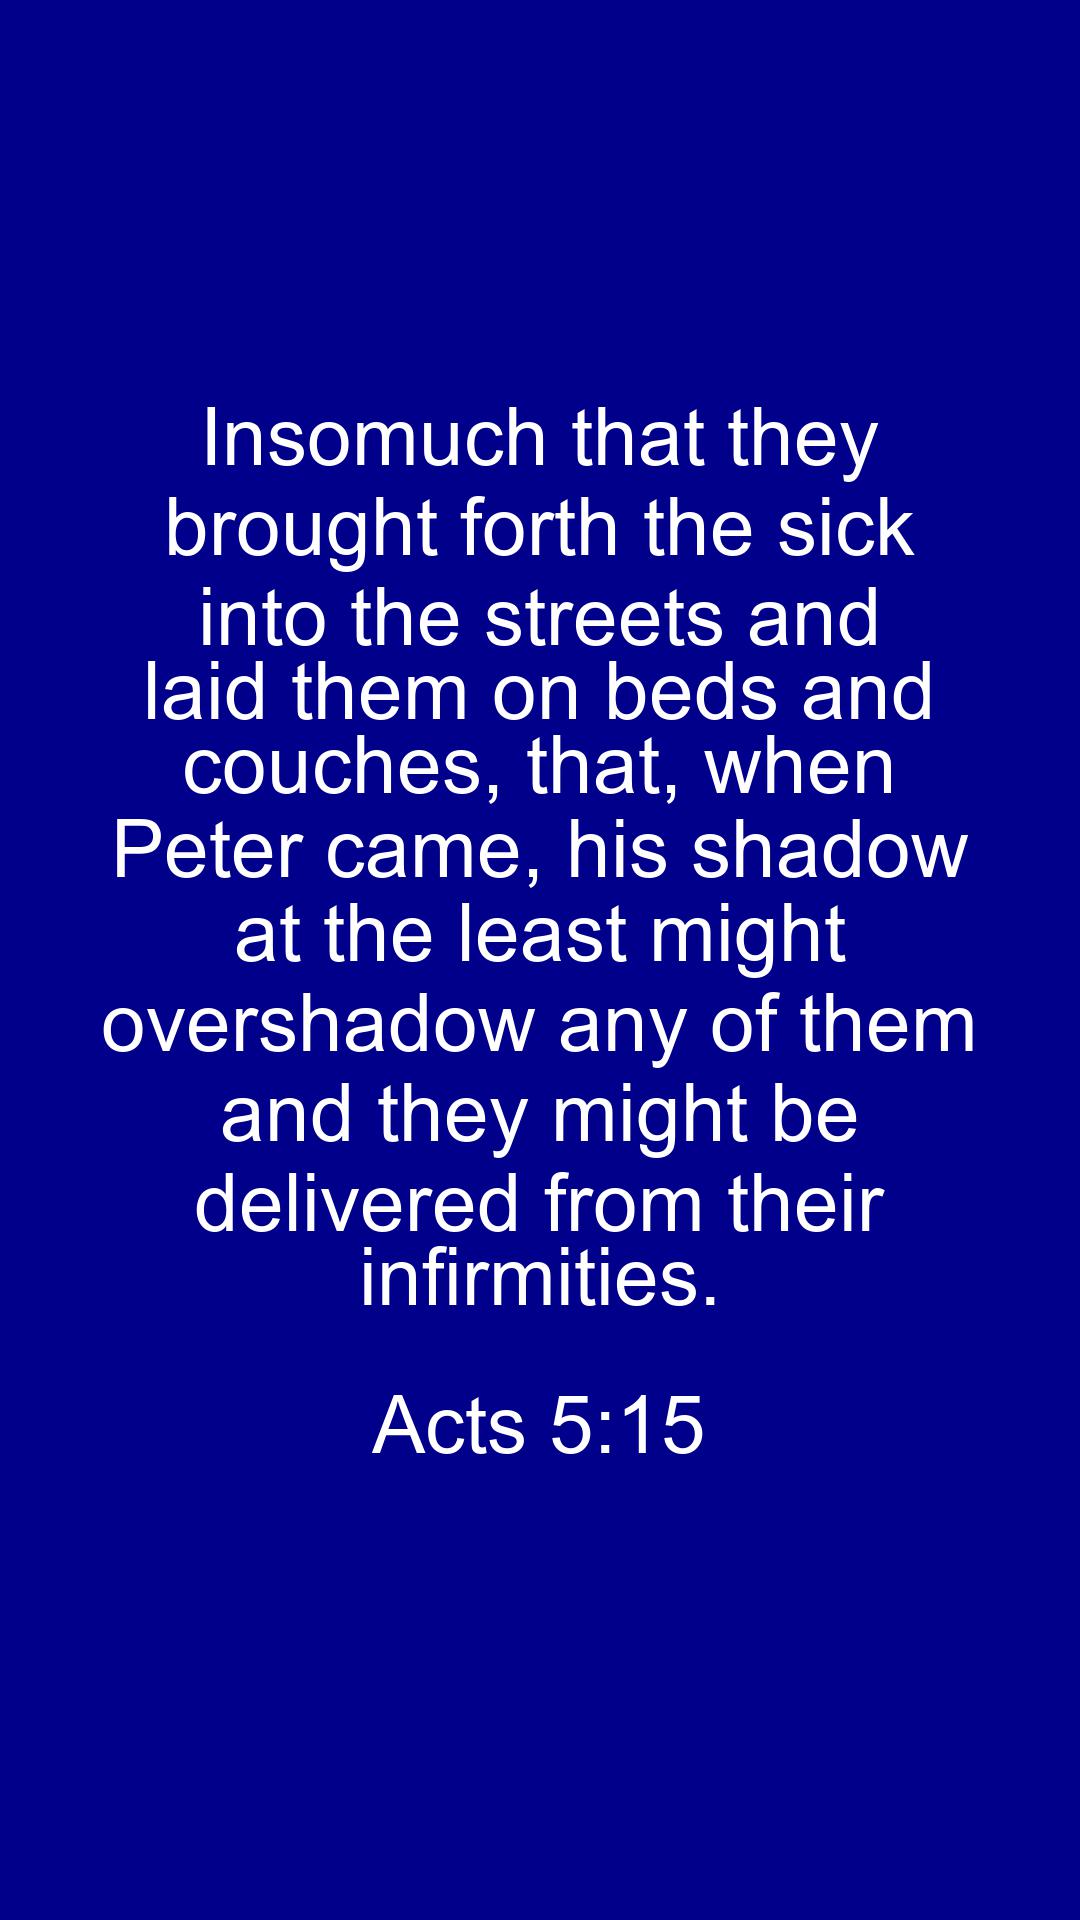 Insomuch that they
brought forth the sick
into the streets and
laid them on beds and
couches, that, when
Peter came, his shadow
at the least might
overshadow any of them
and they might be
delivered from their
infirmities.
Acts 5:15